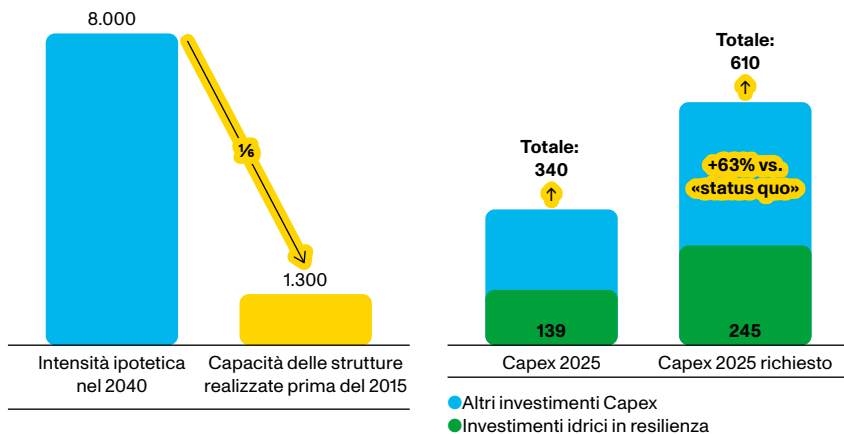 8.000
⅙
1.300
Intensità ipotetica
nel 2040
Capacità delle strutture
realizzate prima del 2015
Totale:
340
139
Capex 2025
Totale:
610
+63% vs.
«status quo»
245
Capex 2025 richiesto
Altri investimenti Capex
Investimenti idrici in resilienza